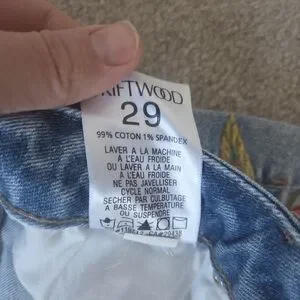 RIFTWOOD
29
99% COTON 1% SPANDEX
LAVER A LA MACHINE
A L'EAU FROIDE
OU LAVER A LA MAIN
A L'EAU FROIDE
NE PAS JAVELLISER
CYCLE NORMAL
SECHER PAR CULBUTAGE
A BASSE TEMPERATURE
OU SUSPENDRE